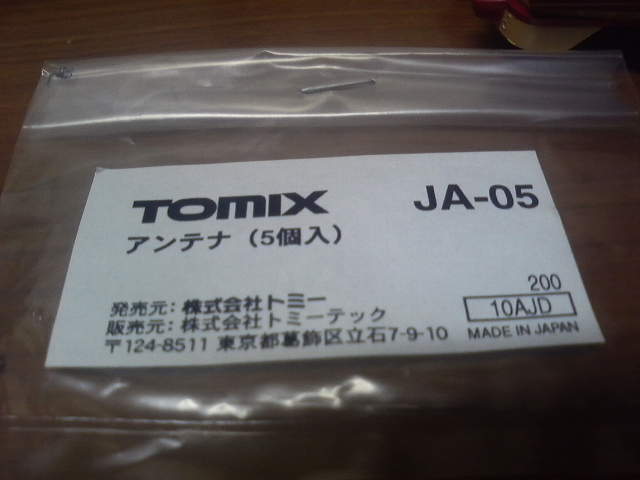 TOMIX JA-05
アンテナ (5個入)
200
発売元: 株式会社トミー 10AJD
販売元: 株式会社トミーテック MADE IN JAPAN
〒124-8511 東京都葛飾区立石7-9-10